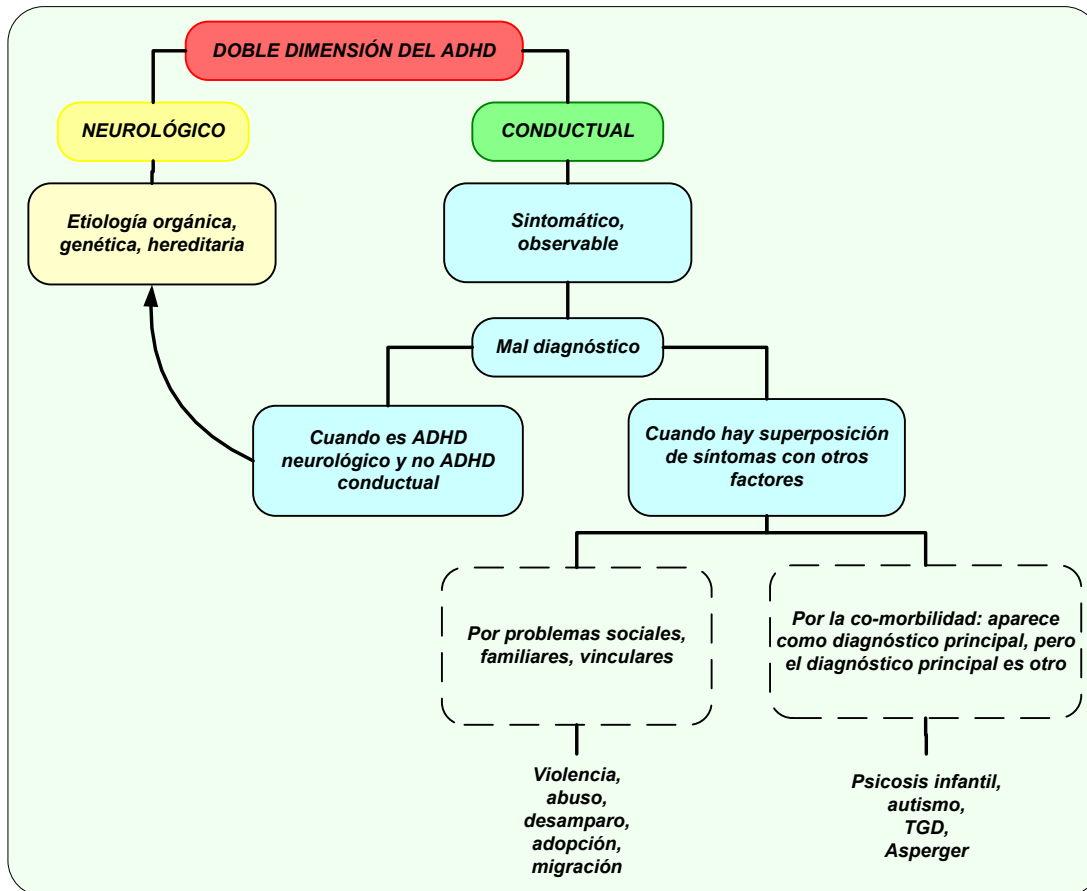 DOBLE DIMENSIÓN DEL ADHD
NEUROLÓGICO
CONDUCTUAL
Etiología orgánica,
genética, hereditaria
Sintomático,
observable
Mal diagnóstico
Cuando es ADHD
neurológico y no ADHD
conductual
Cuando hay superposición
de síntomas con otros
factores
Por problemas sociales,
familiares, vinculares
Por la co-morbilidad: aparece
como diagnóstico principal, pero
el diagnóstico principal es otro
Violencia,
abuso,
desamparo,
adopción,
migración
Psicosis infantil,
autismo,
TGD,
Asperger